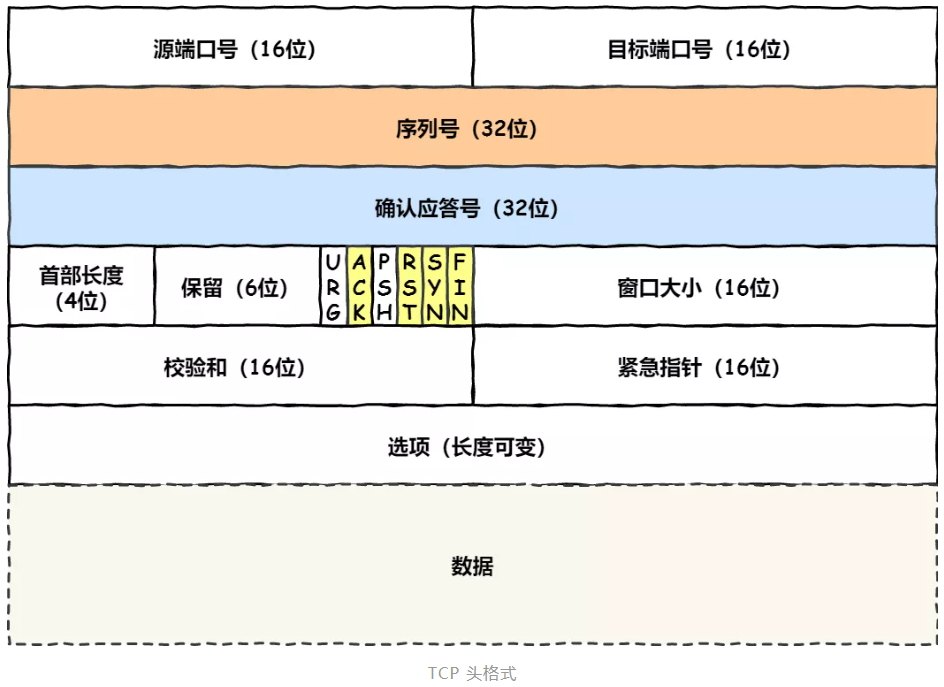 源端口号（16位）
目标端口号（16位）
序列号（32位）
确认应答号（32位）
首部长度
(4位)
保留（6位）
URG
ACK
PSH
RST
SYN
FIN
窗口大小（16位）
校验和（16位）
紧急指针（16位）
选项（长度可变）
数据
TCP 头格式